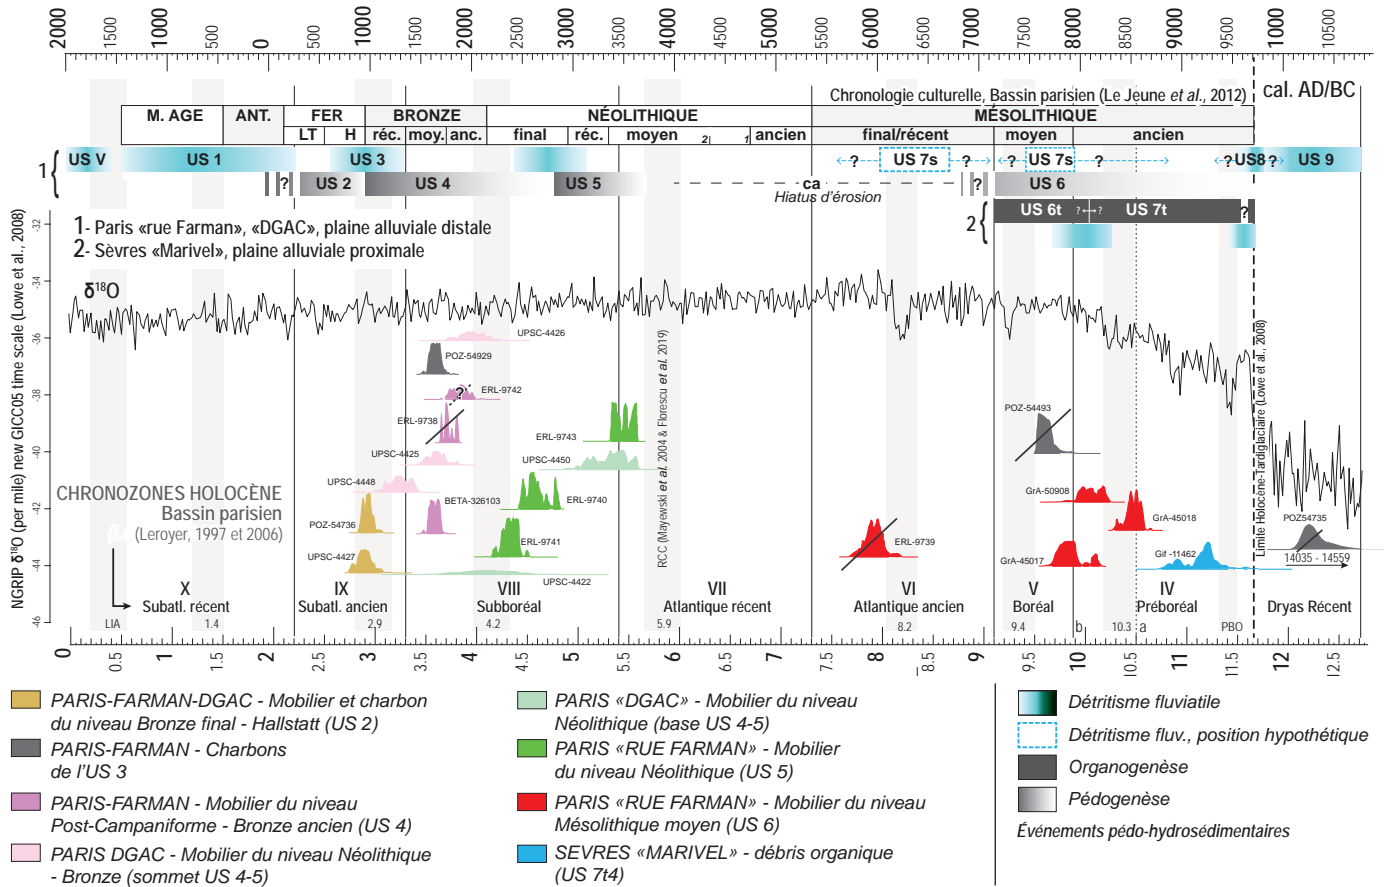 2000 1500 1000 500 0 500 1000 1500 2000 2500 3000 3500 4000 4500 5000 5500 6000 6500 7000 7500 8000 8500 9000 9500 1000 10500
cal. AD/BC
Chronologie culturelle, Bassin parisien (Le Jeune et al., 2012)
M. AGE ANT. FER BRONZE NÉOLITHIQUE MÉSOLITHIQUE
LT H réc. moy. anc. final réc. moyen 2| 1 ancien final/récent moyen ancien
1 US V US 1 US 3 ? US 7s ? ? US 7s ? ? US8 ? US 9
? US 2 US 4 US 5 ca ? US 6
Hiatus d'érosion
2 US 6t ? ? US 7t ?
1- Paris «rue Farman», «DGAC», plaine alluviale distale
2- Sèvres «Marivel», plaine alluviale proximale
NGRIP δ18O (per mile) new GICC05 time scale (Lowe et al., 2008)
-32
-34
-36
-38
-40
-42
-44
-46
δ18O
UPSC-4426
POZ-54929
? ERL-9742
ERL-9738
ERL-9743
UPSC-4425
UPSC-4450
UPSC-4448
BETA-326103
ERL-9740
POZ-54736
ERL-9741
UPSC-4427
UPSC-4422
RCC (Mayewski et al. 2004 & Florescu et al. 2019)
ERL-9739
POZ-54493
GrA-50908
GrA-45018
GrA-45017
Gif -11462
Limite Holocène-Tardiglaciaire (Lowe et al., 2008)
POZ54735
14035 - 14559
CHRONOZONES HOLOCÈNE
Bassin parisien
(Leroyer, 1997 et 2006)
X IX VIII VII VI V IV
Subatl. récent Subatl. ancien Subboréal Atlantique récent Atlantique ancien Boréal Préboréal Dryas Récent
LIA 1.4 2.9 4.2 5.9 8.2 9.4 b 10.3 a PBO
0 0.5 1 1.5 2 2.5 3 3.5 4 4.5 5 5.5 6 6.5 7 7.5 8 8.5 9 9.5 10 10.5 11 11.5 12 12.5
PARIS-FARMAN-DGAC - Mobilier et charbon
du niveau Bronze final - Hallstatt (US 2)
PARIS-FARMAN - Charbons
de l'US 3
PARIS-FARMAN - Mobilier du niveau
Post-Campaniforme - Bronze ancien (US 4)
PARIS DGAC - Mobilier du niveau Néolithique
- Bronze (sommet US 4-5)
PARIS «DGAC» - Mobilier du niveau
Néolithique (base US 4-5)
PARIS «RUE FARMAN» - Mobilier
du niveau Néolithique (US 5)
PARIS «RUE FARMAN» - Mobilier du niveau
Mésolithique moyen (US 6)
SEVRES «MARIVEL» - débris organique
(US 7t4)
Détritisme fluviatile
Détritisme fluv., position hypothétique
Organogenèse
Pédogenèse
Événements pédo-hydrosédimentaires